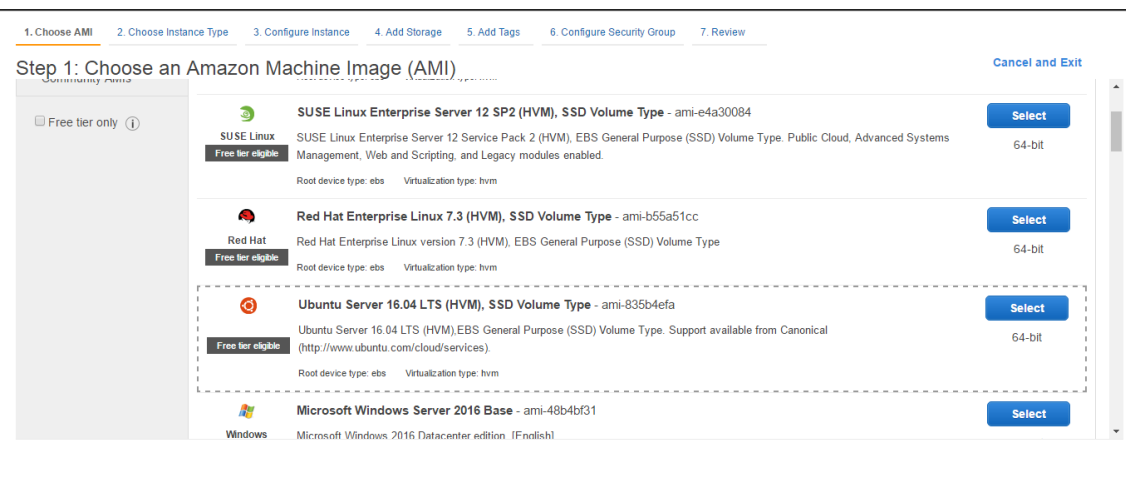 1. Choose AMI 2. Choose Instance Type 3. Configure Instance 4. Add Storage 5. Add Tags 6. Configure Security Group 7. Review
Step 1: Choose an Amazon Machine Image (AMI)
Cancel and Exit
Community AMIs
Free tier only
SUSE Linux
Free tier eligible
SUSE Linux Enterprise Server 12 SP2 (HVM), SSD Volume Type - ami-e4a30084
SUSE Linux Enterprise Server 12 Service Pack 2 (HVM), EBS General Purpose (SSD) Volume Type. Public Cloud, Advanced Systems
Management, Web and Scripting, and Legacy modules enabled.
Root device type: ebs Virtualization type: hvm
Select
64-bit
Red Hat
Free tier eligible
Red Hat Enterprise Linux 7.3 (HVM), SSD Volume Type - ami-b55a51cc
Red Hat Enterprise Linux version 7.3 (HVM), EBS General Purpose (SSD) Volume Type
Root device type: ebs Virtualization type: hvm
Select
64-bit
Free tier eligible
Ubuntu Server 16.04 LTS (HVM), SSD Volume Type - ami-835b4efa
Ubuntu Server 16.04 LTS (HVM),EBS General Purpose (SSD) Volume Type. Support available from Canonical
(http://www.ubuntu.com/cloud/services).
Root device type: ebs Virtualization type: hvm
Select
64-bit
Windows
Microsoft Windows Server 2016 Base - ami-48b4bf31
Microsoft Windows 2016 Datacenter edition. [English]
Select